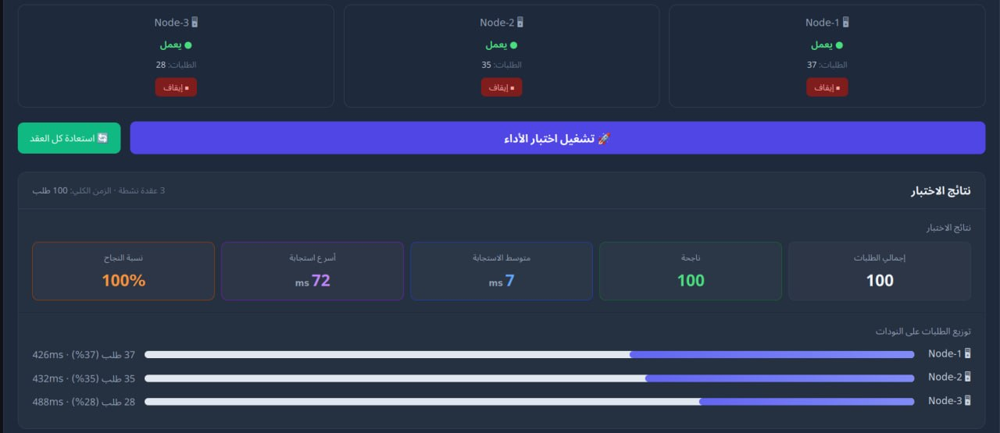 Node-1
يعمل
الطلبات: 37
إيقاف
Node-2
يعمل
الطلبات: 35
إيقاف
Node-3
يعمل
الطلبات: 28
إيقاف
🚀 تشغيل اختبار الأداء
🔄 استعادة كل العقد
نتائج الاختبار
3 عقدة نشطة · الزمن الكلي: 100 طلب
نتائج الاختبار
إجمالي الطلبات
100
ناجحة
100
متوسط الاستجابة
7 ms
أسرع استجابة
72 ms
نسبة النجاح
100%
توزيع الطلبات على النودات
Node-1
37 طلب (37%) · 426ms
Node-2
35 طلب (35%) · 432ms
Node-3
28 طلب (28%) · 488ms